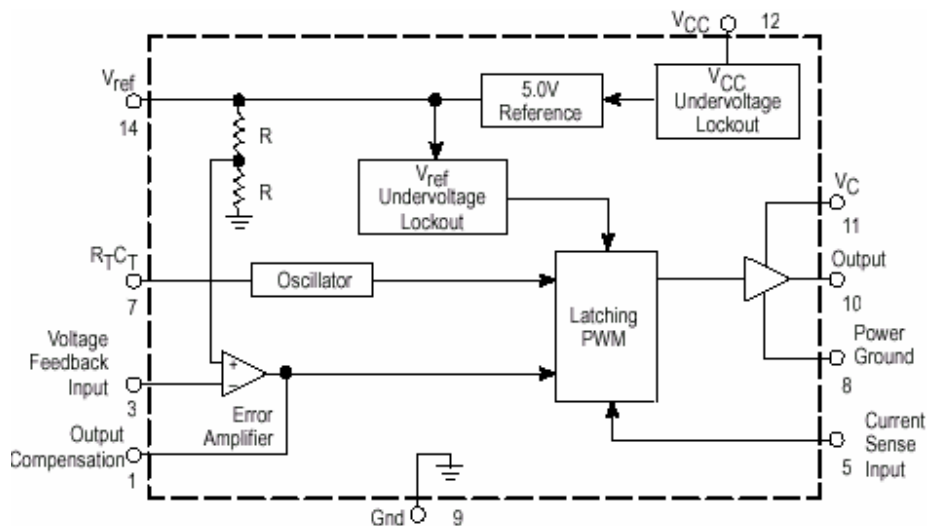 VCC 12
Vref
14
R
R
5.0V
Reference
VCC
Undervoltage
Lockout
Vref
Undervoltage
Lockout
VC
11
RTCT
7
Oscillator
Latching
PWM
Output
10
Voltage
Feedback
Input
3
+
−
Error
Amplifier
Power
Ground
8
Output
Compensation
1
Current
Sense
Input
5
Gnd 9